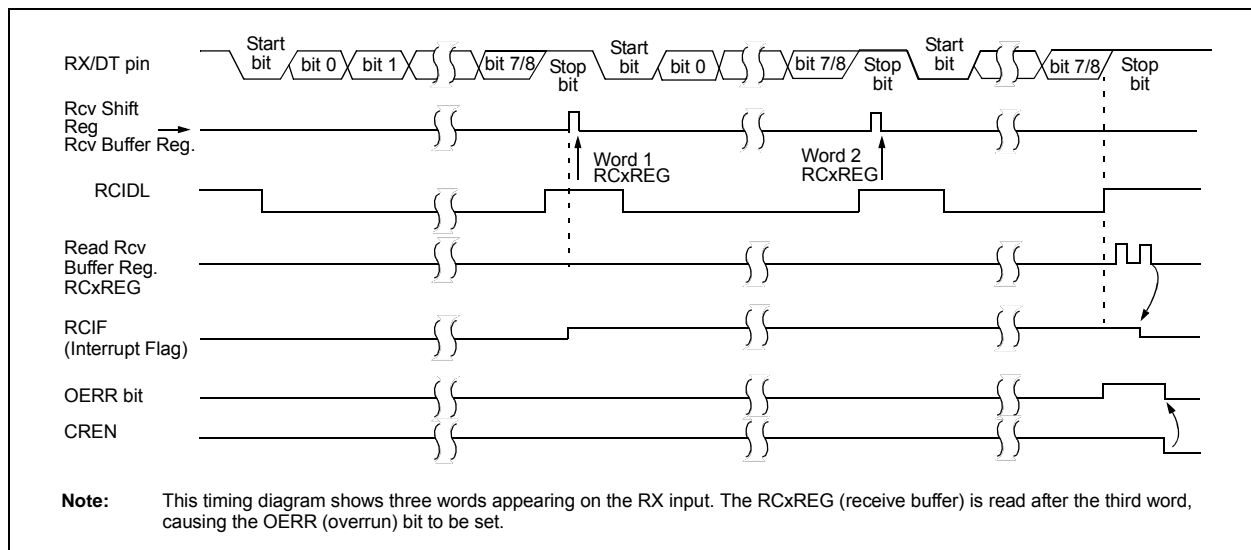 Start
bit
bit 0
bit 1
bit 7/8
Stop
bit
Start
bit
bit 0
bit 7/8
Stop
bit
Start
bit
bit 7/8
Stop
bit
RX/DT pin
Rcv Shift
Reg
Rcv Buffer Reg.
Word 1
RCxREG
Word 2
RCxREG
RCIDL
Read Rcv
Buffer Reg.
RCxREG
RCIF
(Interrupt Flag)
OERR bit
CREN
Note: This timing diagram shows three words appearing on the RX input. The RCxREG (receive buffer) is read after the third word,
causing the OERR (overrun) bit to be set.